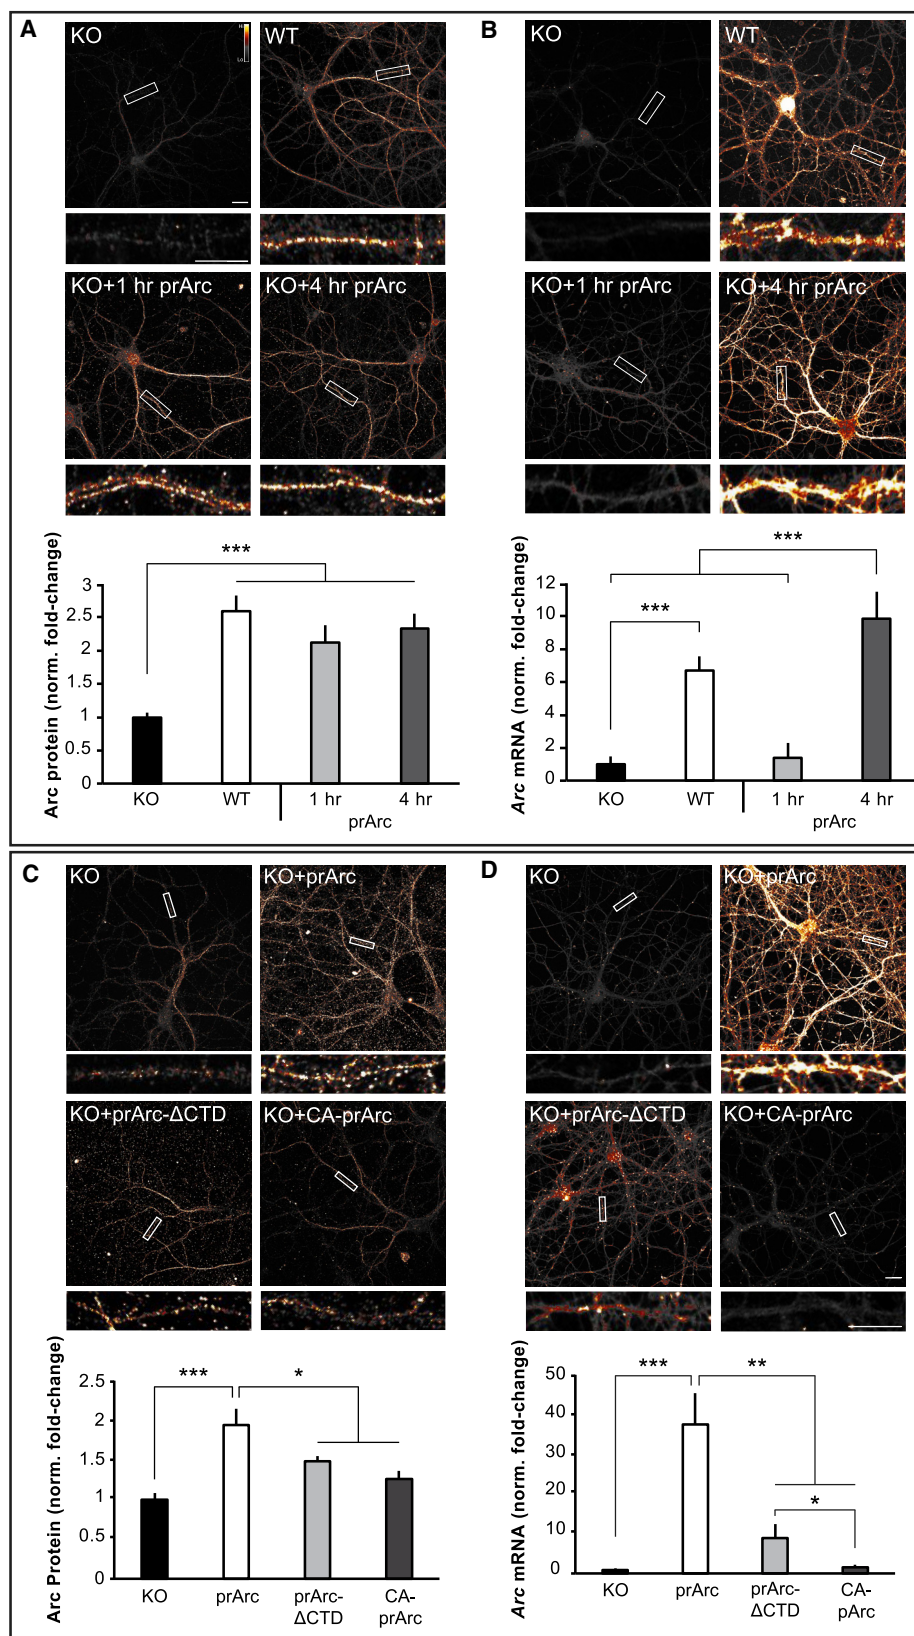 A
KO
Hi
Lo
WT
KO+1 hr prArc
KO+4 hr prArc
Arc protein (norm. fold-change)
3
2.5
2
1
0.5
0
***
KO
WT
1 hr
4 hr
prArc
B
KO
WT
KO+1 hr prArc
KO+4 hr prArc
Arc mRNA (norm. fold-change)
12
10
8
6
4
2
0
***
***
KO
WT
1 hr
4 hr
prArc
C
KO
KO+prArc
KO+prArc-ΔCTD
KO+CA-prArc
Arc Protein (norm. fold-change)
2.5
2
1.5
1
0.5
0
***
*
KO
prArc
prArc-
ΔCTD
CA-
prArc
D
KO
KO+prArc
KO+prArc-ΔCTD
KO+CA-prArc
Arc mRNA (norm. fold-change)
50
40
30
20
10
0
***
**
*
KO
prArc
prArc-
ΔCTD
CA-
pArc